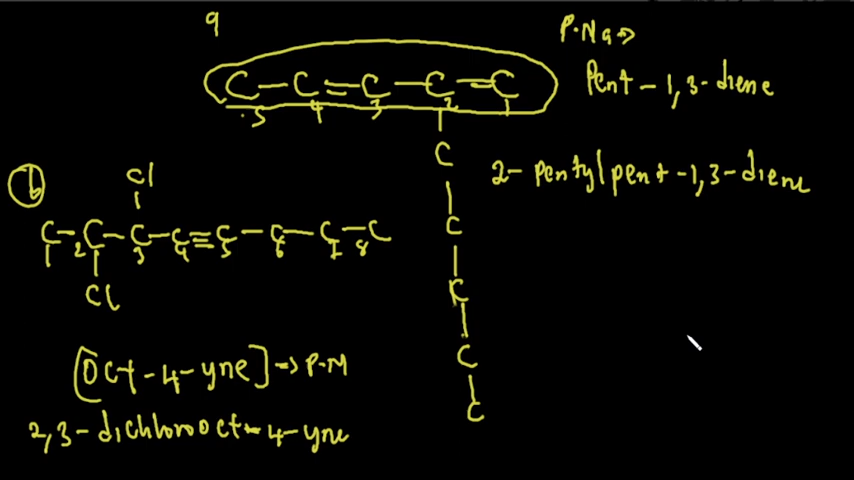 9
P.Na⇒
C-C=C-C=C
5 4 3 2 1
Pent-1,3-diene
C
C
C
C
C
2-pentylpent-1,3-diene
b
Cl
C-C-C-C≡C-C-C-C
1 2 3 4 5 6 7 8
Cl
[Oct-4-yne]⇒P.N
2,3-dichlorooct-4-yne